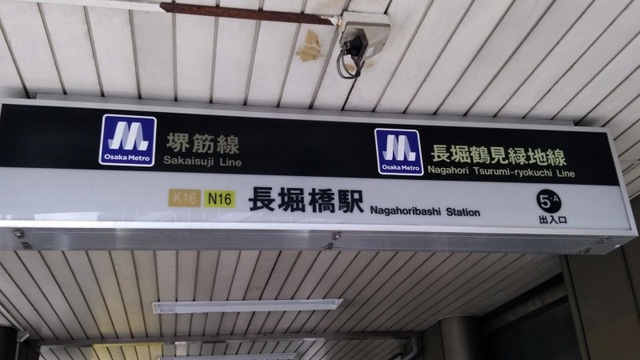 Osaka Metro 堺筋線
Sakaisuji Line
Osaka Metro 長堀鶴見緑地線
Nagahori Tsurumi-ryokuchi Line
K16 N16 長堀橋駅 Nagahoribashi Station 5-A
出入口